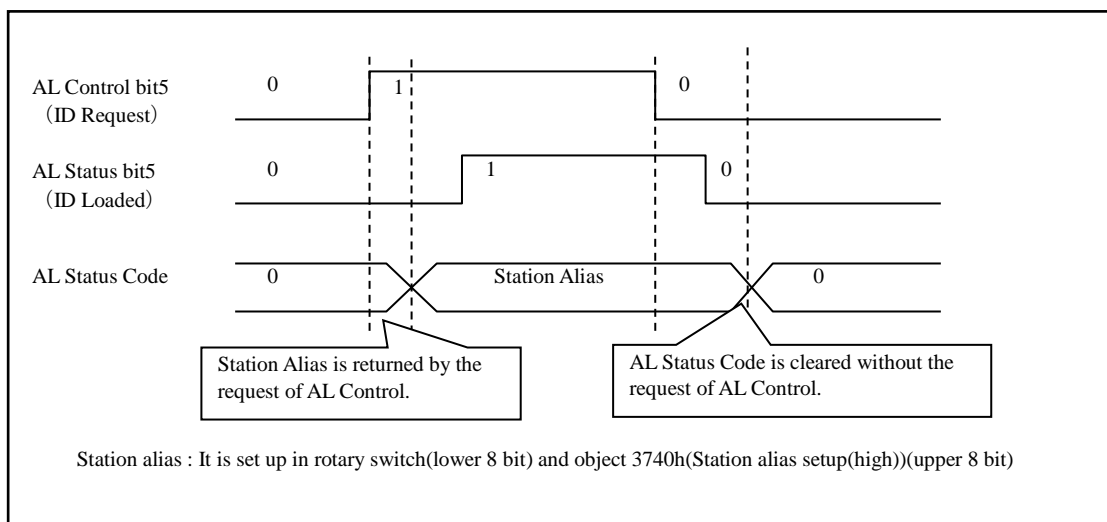 AL Control bit5
（ID Request）
0
1
0
AL Status bit5
（ID Loaded）
0
1
0
AL Status Code
0
Station Alias
0
Station Alias is returned by the
request of AL Control.
AL Status Code is cleared without the
request of AL Control.
Station alias : It is set up in rotary switch(lower 8 bit) and object 3740h(Station alias setup(high))(upper 8 bit)